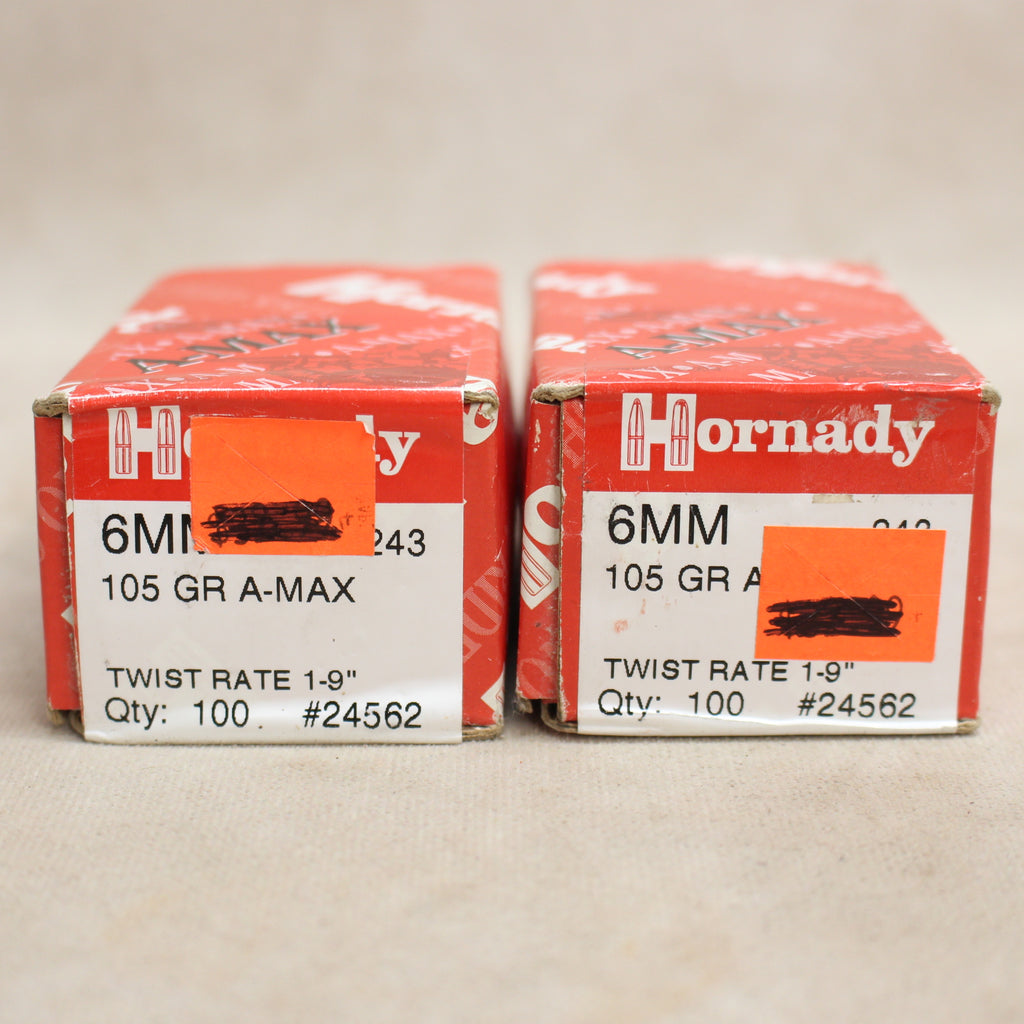 A-MAX
Hornady
6MM
243
105 GR A-MAX
TWIST RATE 1-9"
Qty: 100 #24562
A-MAX
Hornady
6MM
105 GR A
TWIST RATE 1-9"
Qty: 100 #24562